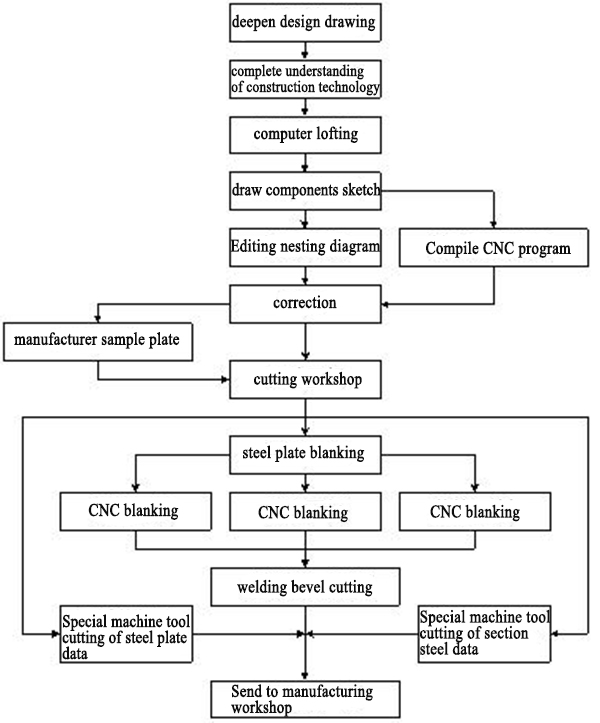 deepen design drawing
complete understanding
of construction technology
computer lofting
draw components sketch
Editing nesting diagram
Compile CNC program
correction
manufacturer sample plate
cutting workshop
steel plate blanking
CNC blanking
CNC blanking
CNC blanking
welding bevel cutting
Special machine tool
cutting of steel plate
data
Special machine tool
cutting of section
steel data
Send to manufacturing
workshop